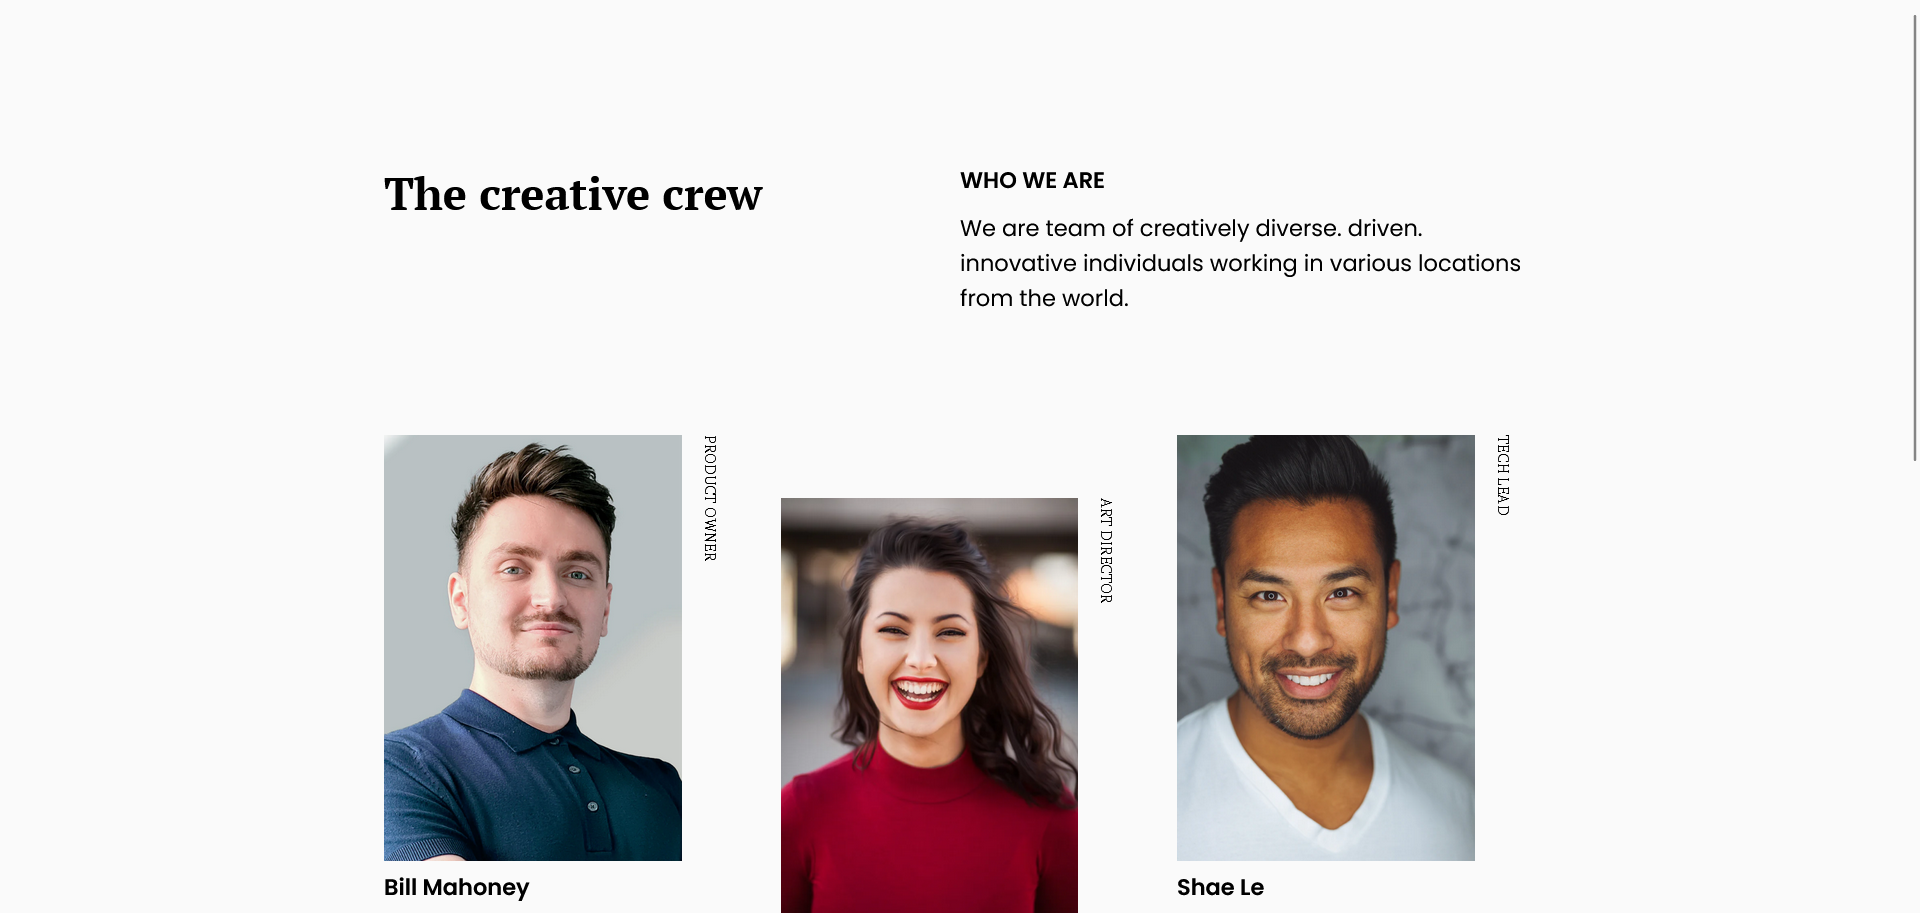 The creative crew
WHO WE ARE
We are team of creatively diverse. driven.
innovative individuals working in various locations
from the world.
PRODUCT OWNER
Bill Mahoney
ART DIRECTOR
TECH LEAD
Shae Le